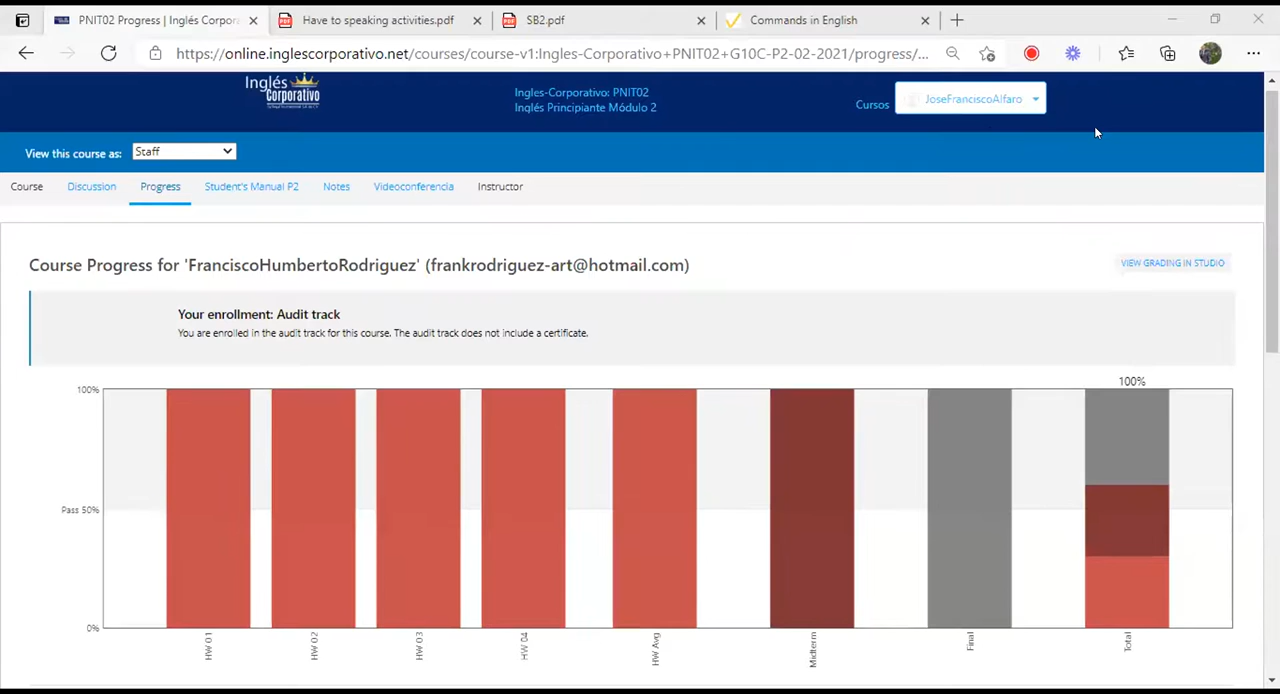 PNIT02 Progress | Inglés Corpora
Have to speaking activities.pdf
SB2.pdf
Commands in English
https://online.inglescorporativo.net/courses/course-v1:Ingles-Corporativo+PNIT02+G10C-P2-02-2021/progress/...
Inglés
Corporativo
Ingles-Corporativo: PNIT02
Inglés Principiante Módulo 2
Cursos
JoseFranciscoAlfaro
View this course as:
Staff
Course
Discussion
Progress
Student's Manual P2
Notes
Videoconferencia
Instructor
Course Progress for 'FranciscoHumbertoRodriguez' (frankrodriguez-art@hotmail.com)
VIEW GRADING IN STUDIO
Your enrollment: Audit track
You are enrolled in the audit track for this course. The audit track does not include a certificate.
100%
100%
Pass 50%
0%
HW 01
HW 02
HW 03
HW 04
HW Avg
Midterm
Final
Total